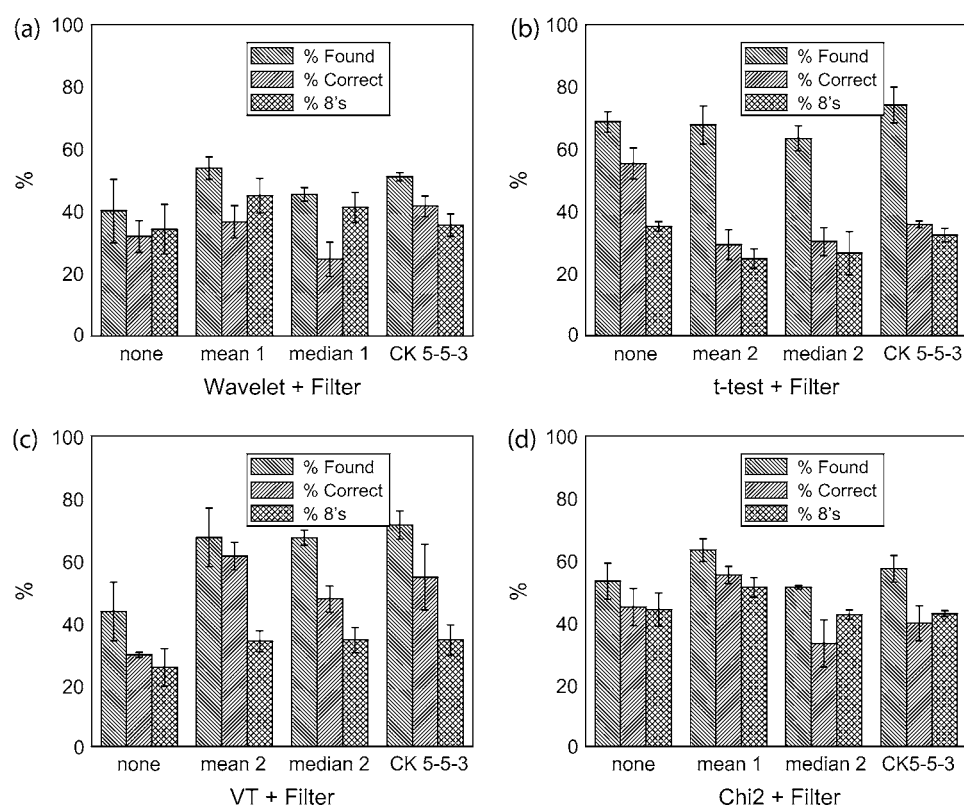 (a)
100
80
60
40
20
0
%
% Found
% Correct
% 8's
none mean 1 median 1 CK 5-5-3
Wavelet + Filter
(b)
100
80
60
40
20
0
%
% Found
% Correct
% 8's
none mean 2 median 2 CK 5-5-3
t-test + Filter
(c)
100
80
60
40
20
0
%
% Found
% Correct
% 8's
none mean 2 median 2 CK 5-5-3
VT + Filter
(d)
100
80
60
40
20
0
%
% Found
% Correct
% 8's
none mean 1 median 2 CK5-5-3
Chi2 + Filter